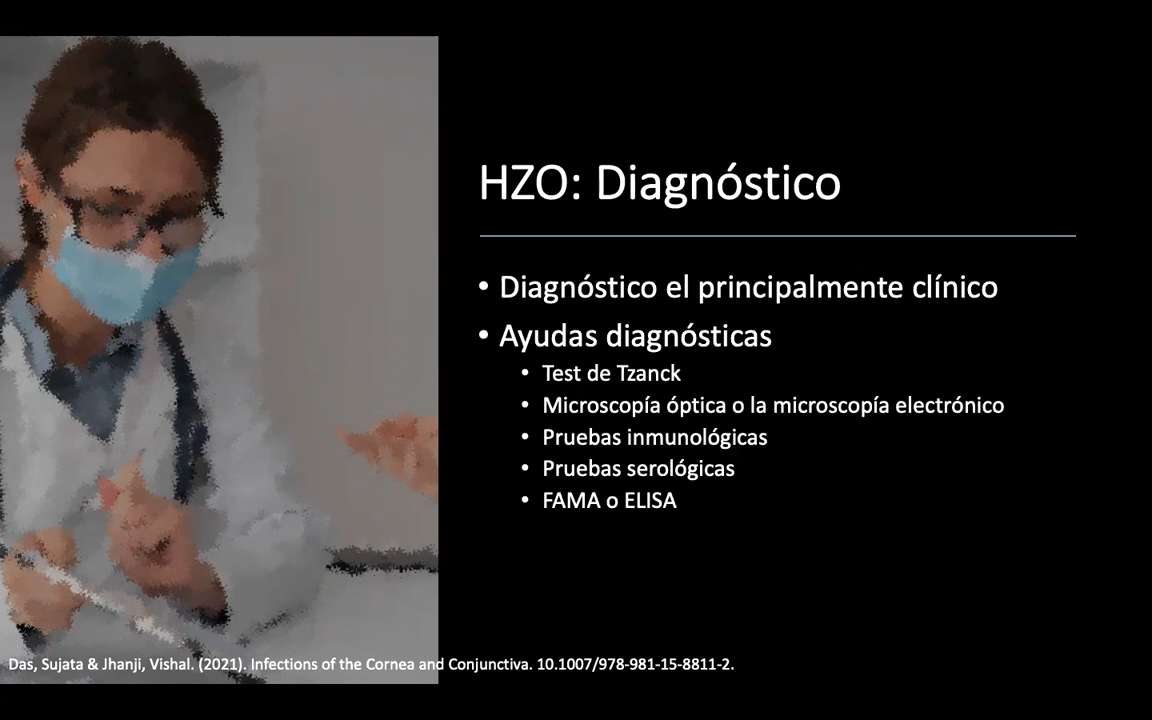 HZO: Diagnóstico
• Diagnóstico el principalmente clínico
• Ayudas diagnósticas
• Test de Tzanck
• Microscopía óptica o la microscopía electrónico
• Pruebas inmunológicas
• Pruebas serológicas
• FAMA o ELISA
Das, Sujata & Jhanji, Vishal. (2021). Infections of the Cornea and Conjunctiva. 10.1007/978-981-15-8811-2.